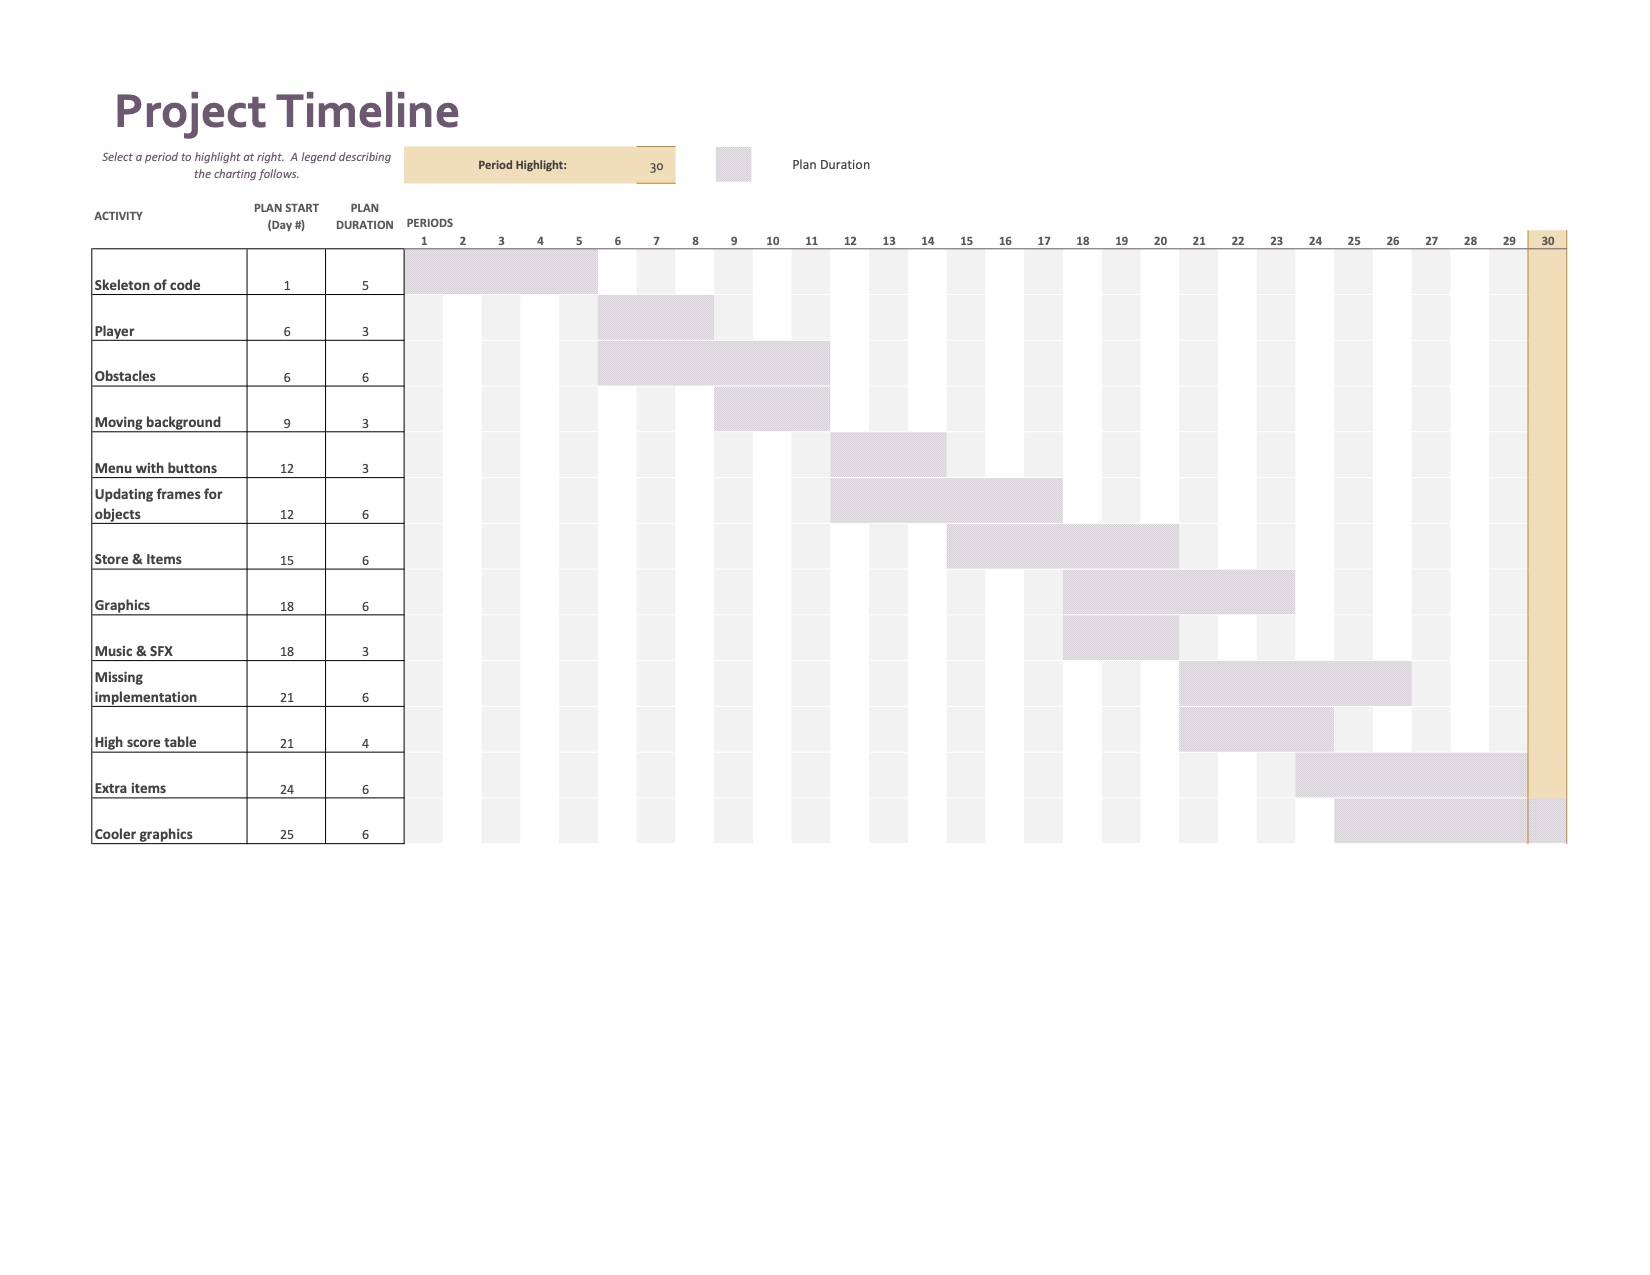 Project Timeline
Select a period to highlight at right.  A legend describing
the charting follows.
Period Highlight: 30
Plan Duration
ACTIVITY
PLAN START
(Day #)
PLAN
DURATION
PERIODS
1 2 3 4 5 6 7 8 9 10 11 12 13 14 15 16 17 18 19 20 21 22 23 24 25 26 27 28 29 30
Skeleton of code 1 5
Player 6 3
Obstacles 6 6
Moving background 9 3
Menu with buttons 12 3
Updating frames for
objects 12 6
Store & Items 15 6
Graphics 18 6
Music & SFX 18 3
Missing
implementation 21 6
High score table 21 4
Extra items 24 6
Cooler graphics 25 6